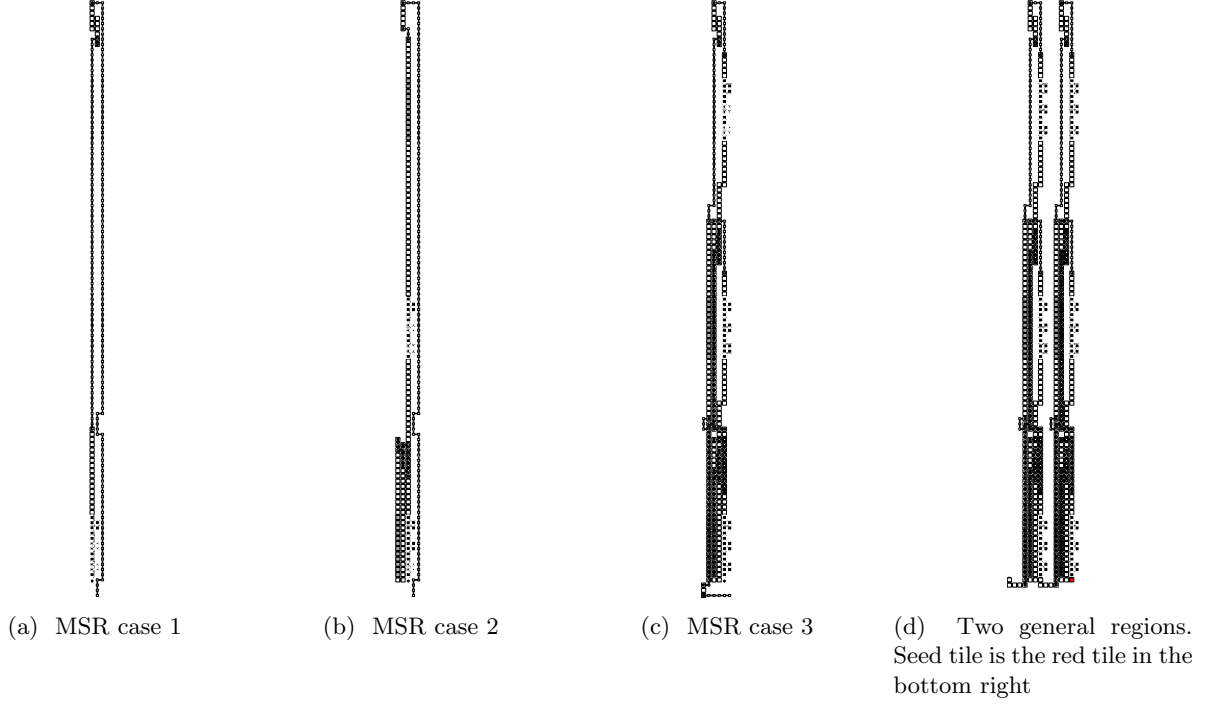 (a) MSR case 1
(b) MSR case 2
(c) MSR case 3
(d) Two general regions.
Seed tile is the red tile in the
bottom right